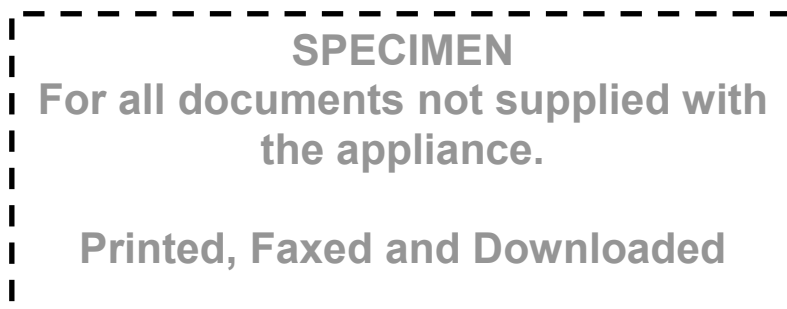 SPECIMEN
For all documents not supplied with
the appliance.
Printed, Faxed and Downloaded